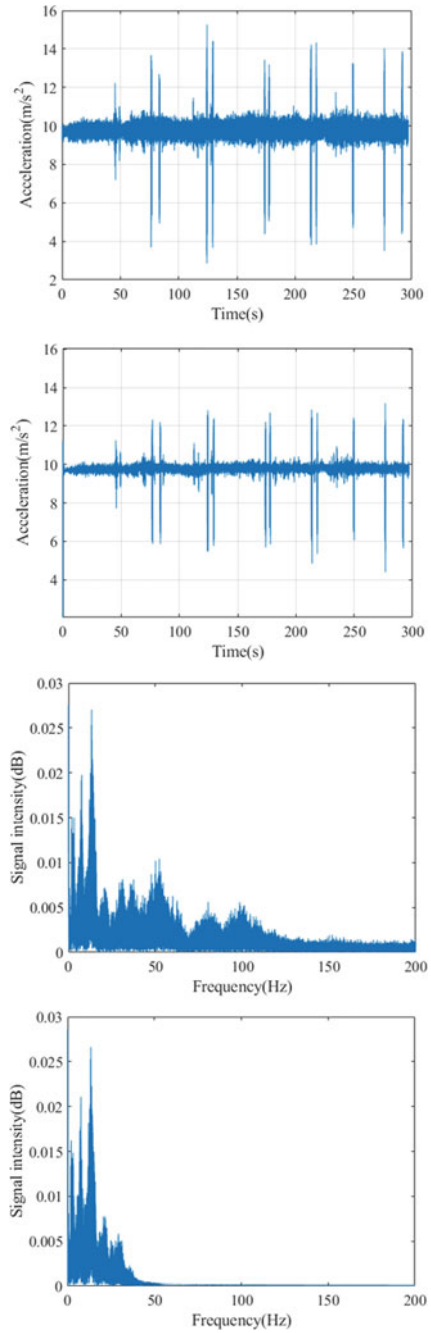 16
14
12
10
8
6
4
2
Acceleration(m/s²)
0 50 100 150 200 250 300
Time(s)
16
14
12
10
8
6
4
Acceleration(m/s²)
0 50 100 150 200 250 300
Time(s)
0.03
0.025
0.02
0.015
0.01
0.005
0
Signal intensity(dB)
0 50 100 150 200
Frequency(Hz)
0.03
0.025
0.02
0.015
0.01
0.005
0
Signal intensity(dB)
0 50 100 150 200
Frequency(Hz)